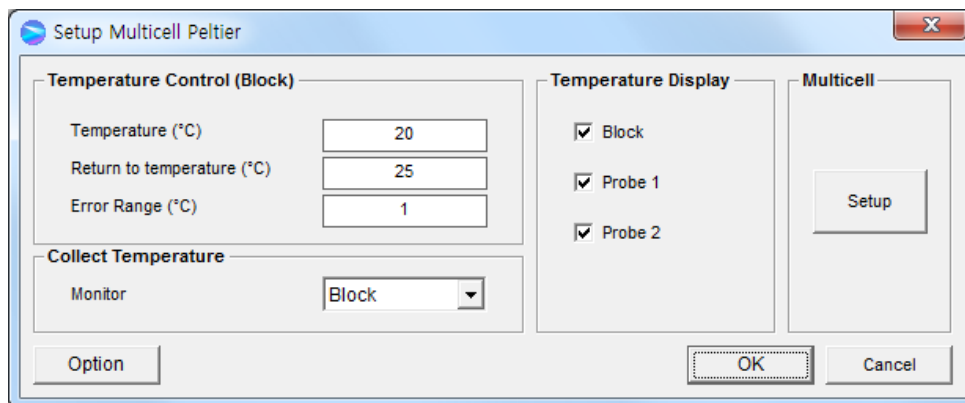 Setup Multicell Peltier
Temperature Control (Block)
Temperature (°C) 20
Return to temperature (°C) 25
Error Range (°C) 1
Collect Temperature
Monitor Block
Temperature Display
Block
Probe 1
Probe 2
Multicell
Setup
Option
OK
Cancel